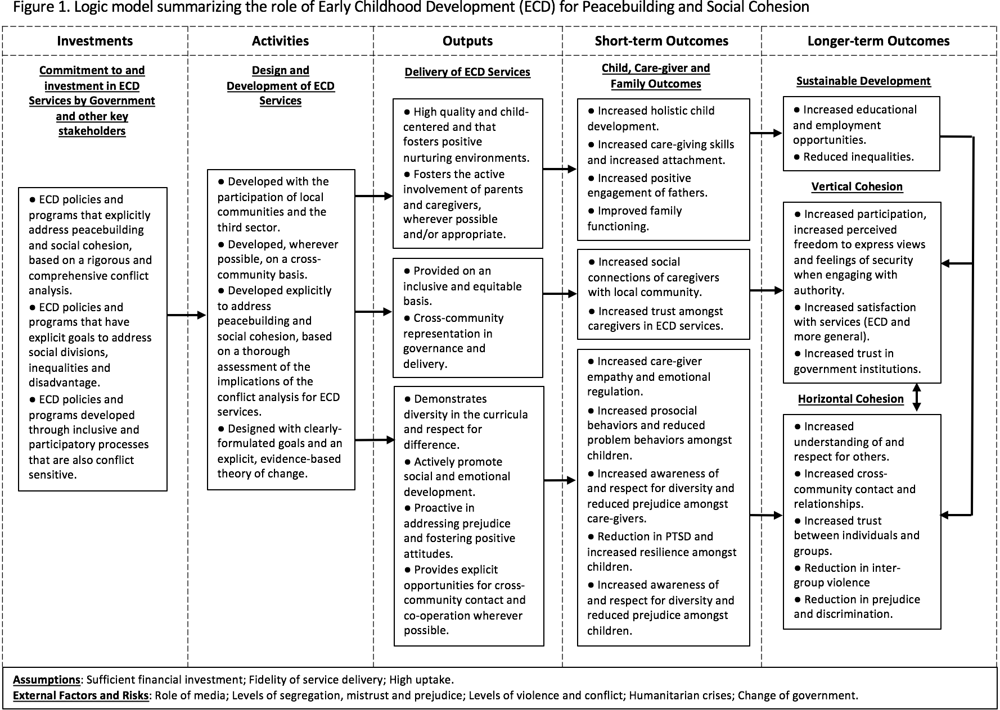 Figure 1. Logic model summarizing the role of Early Childhood Development (ECD) for Peacebuilding and Social Cohesion
Investments
Activities
Outputs
Short-term Outcomes
Longer-term Outcomes
Commitment to and
investment in ECD
Services by Government
and other key
stakeholders
● ECD policies and
programs that explicitly
address peacebuilding
and social cohesion,
based on a rigorous and
comprehensive conflict
analysis.
● ECD policies and
programs that have
explicit goals to address
social divisions,
inequalities and
disadvantage.
● ECD policies and
programs developed
through inclusive and
participatory processes
that are also conflict
sensitive.
Design and
Development of ECD
Services
● Developed with the
participation of local
communities and the
third sector.
● Developed, wherever
possible, on a cross-
community basis.
● Developed explicitly
to address
peacebuilding and
social cohesion, based
on a thorough
assessment of the
implications of the
conflict analysis for ECD
services.
● Designed with clearly-
formulated goals and an
explicit, evidence-based
theory of change.
Delivery of ECD Services
● High quality and child-
centered and that
fosters positive
nurturing environments.
● Fosters the active
involvement of parents
and caregivers,
wherever possible
and/or appropriate.
● Provided on an
inclusive and equitable
basis.
● Cross-community
representation in
governance and
delivery.
● Demonstrates
diversity in the curricula
and respect for
difference.
● Actively promote
social and emotional
development.
● Proactive in
addressing prejudice
and fostering positive
attitudes.
● Provides explicit
opportunities for cross-
community contact and
co-operation wherever
possible.
Child, Care-giver and
Family Outcomes
● Increased holistic child
development.
● Increased care-giving skills
and increased attachment.
● Increased positive
engagement of fathers.
● Improved family
functioning.
● Increased social
connections of caregivers
with local community.
● Increased trust amongst
caregivers in ECD services.
● Increased care-giver
empathy and emotional
regulation.
● Increased prosocial
behaviors and reduced
problem behaviors amongst
children.
● Increased awareness of
and respect for diversity and
reduced prejudice amongst
care-givers.
● Reduction in PTSD and
increased resilience amongst
children.
● Increased awareness of
and respect for diversity and
reduced prejudice amongst
children.
Sustainable Development
● Increased educational
and employment
opportunities.
● Reduced inequalities.
Vertical Cohesion
● Increased participation,
increased perceived
freedom to express views
and feelings of security
when engaging with
authority.
● Increased satisfaction
with services (ECD and
more general).
● Increased trust in
government institutions.
Horizontal Cohesion
● Increased
understanding of and
respect for others.
● Increased cross-
community contact and
relationships.
● Increased trust
between individuals and
groups.
● Reduction in inter-
group violence
● Reduction in prejudice
and discrimination.
Assumptions: Sufficient financial investment; Fidelity of service delivery; High uptake.
External Factors and Risks: Role of media; Levels of segregation, mistrust and prejudice; Levels of violence and conflict; Humanitarian crises; Change of government.